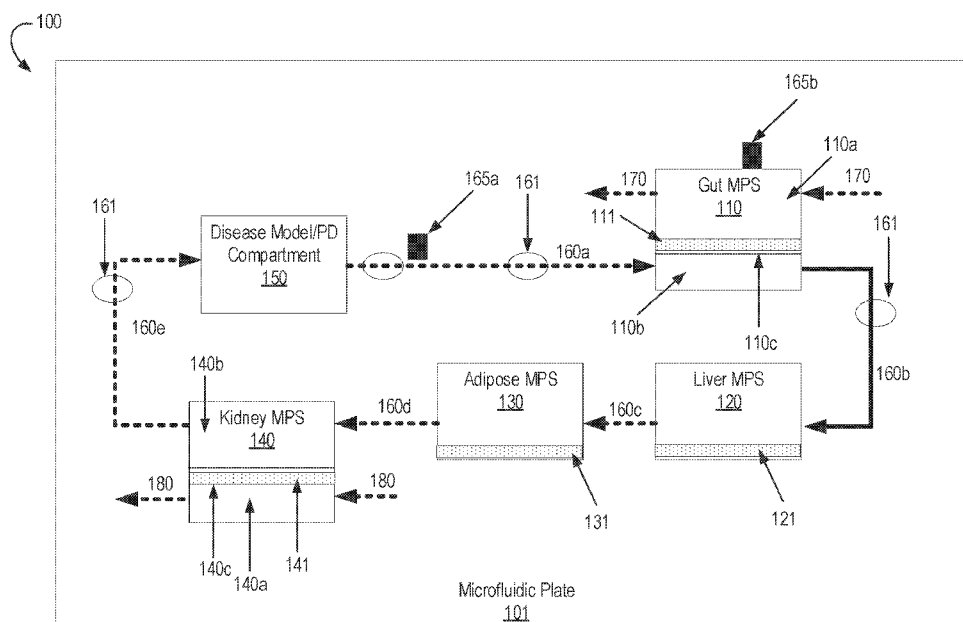 100
165b
110a
165a
161
170
Gut MPS
110
170
161
111
Disease Model/PD
Compartment
150
160a
161
160e
110b
110c
140b
160b
Adipose MPS
130
Liver MPS
120
160d
160c
Kidney MPS
140
180
180
131
121
140c
141
140a
Microfluidic Plate
101